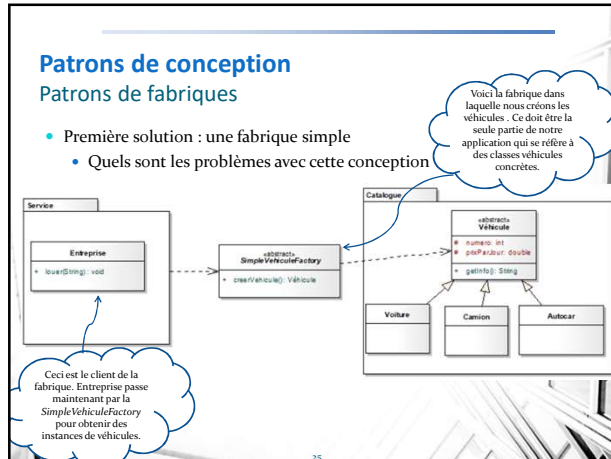 Patrons de conception
Patrons de fabriques
Voici la fabrique dans
laquelle nous créons les
véhicules . Ce doit être la
seule partie de notre
application qui se réfère à
des classes véhicules
concrètes.
• Première solution : une fabrique simple
• Quels sont les problèmes avec cette conception
Service
Entreprise
+ louer(String) : void
«abstract»
SimpleVehiculeFactory
+ creerVehicule() : Véhicule
Catalogue
«abstract»
Véhicule
# numero: int
# prixParJour: double
+ getInfo(): String
Voiture
Camion
Autocar
Ceci est le client de la
fabrique. Entreprise passe
maintenant par la
SimpleVehiculeFactory
pour obtenir des
instances de véhicules.
25